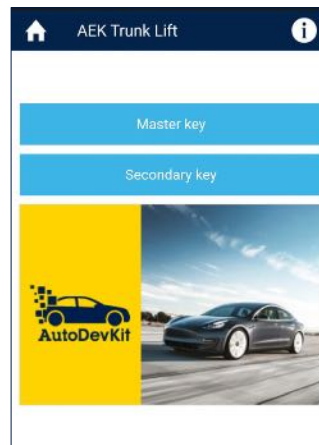 AEK Trunk Lift
i
Master key
Secondary key
AutoDevKit